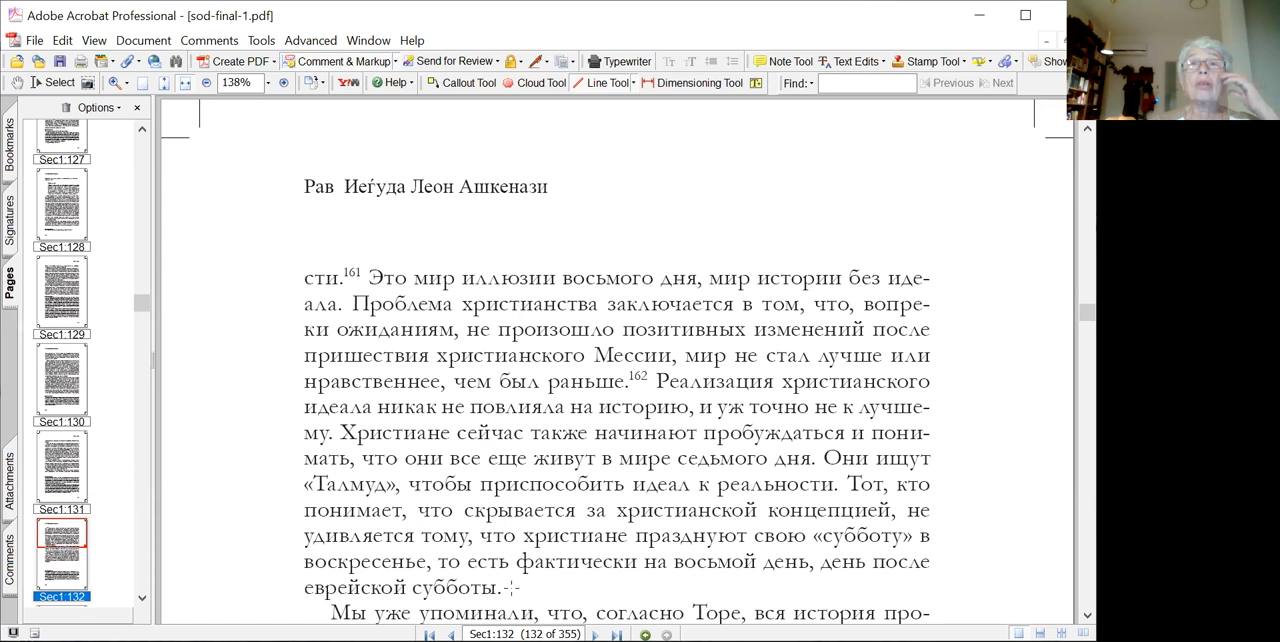 Adobe Acrobat Professional - [sod-final-1.pdf]
File Edit View Document Comments Tools Advanced Window Help
Create PDF Comment & Markup Send for Review Typewriter Note Tool Text Edits Stamp Tool Show
Select 138% Y!7 Help Callout Tool Cloud Tool Line Tool Dimensioning Tool Find: Previous Next
Options
Bookmarks
Signatures
Pages
Attachments
Comments
Sec1:127
Sec1:128
Sec1:129
Sec1:130
Sec1:131
Sec1:132
Рав Иеѓуда Леон Ашкенази
сти.161 Это мир иллюзии восьмого дня, мир истории без иде-
ала. Проблема христианства заключается в том, что, вопре-
ки ожиданиям, не произошло позитивных изменений после
пришествия христианского Мессии, мир не стал лучше или
нравственнее, чем был раньше.162 Реализация христианского
идеала никак не повлияла на историю, и уж точно не к лучше-
му. Христиане сейчас также начинают пробуждаться и пони-
мать, что они все еще живут в мире седьмого дня. Они ищут
«Талмуд», чтобы приспособить идеал к реальности. Тот, кто
понимает, что скрывается за христианской концепцией, не
удивляется тому, что христиане празднуют свою «субботу» в
воскресенье, то есть фактически на восьмой день, день после
еврейской субботы.
Мы уже упоминали, что, согласно Торе, вся история про-
Sec1:132 (132 of 355)